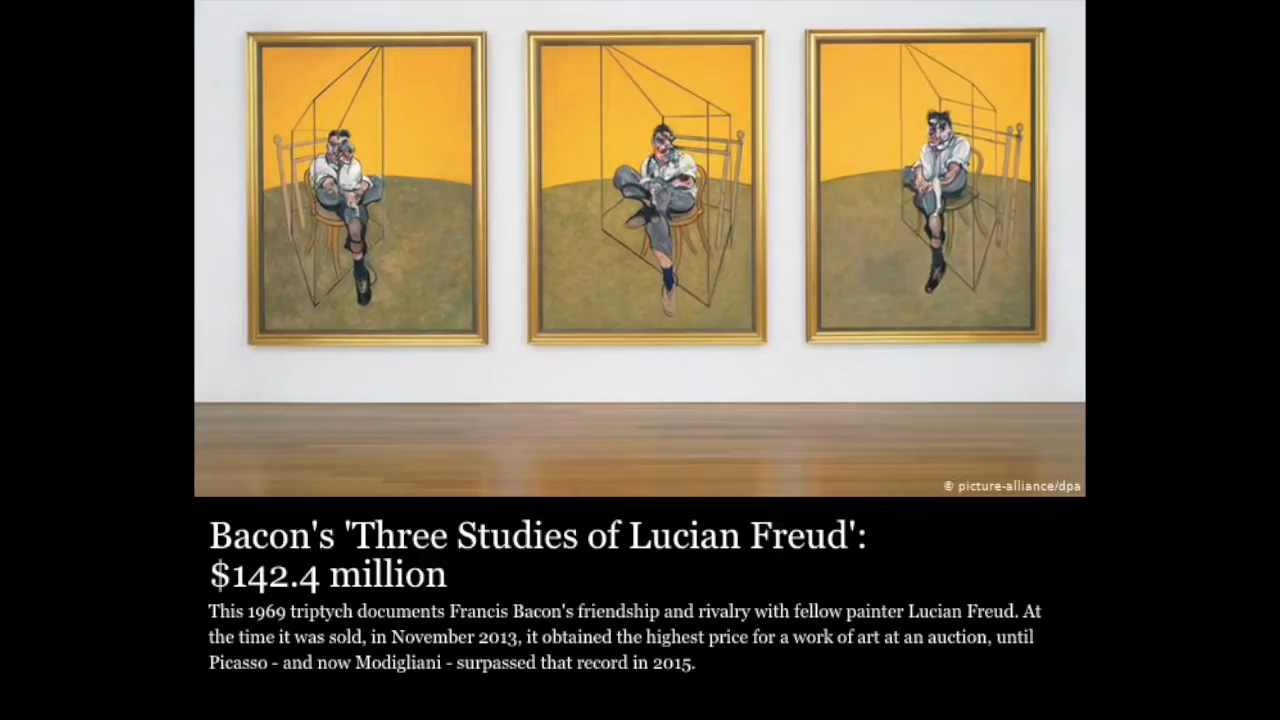 © picture-alliance/dpa
Bacon's 'Three Studies of Lucian Freud':
$142.4 million
This 1969 triptych documents Francis Bacon's friendship and rivalry with fellow painter Lucian Freud. At
the time it was sold, in November 2013, it obtained the highest price for a work of art at an auction, until
Picasso - and now Modigliani - surpassed that record in 2015.